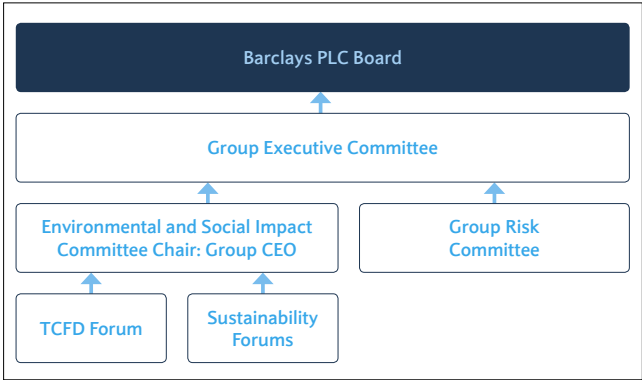 Barclays PLC Board
Group Executive Committee
Environmental and Social Impact
Committee Chair: Group CEO
Group Risk
Committee
TCFD Forum
Sustainability
Forums